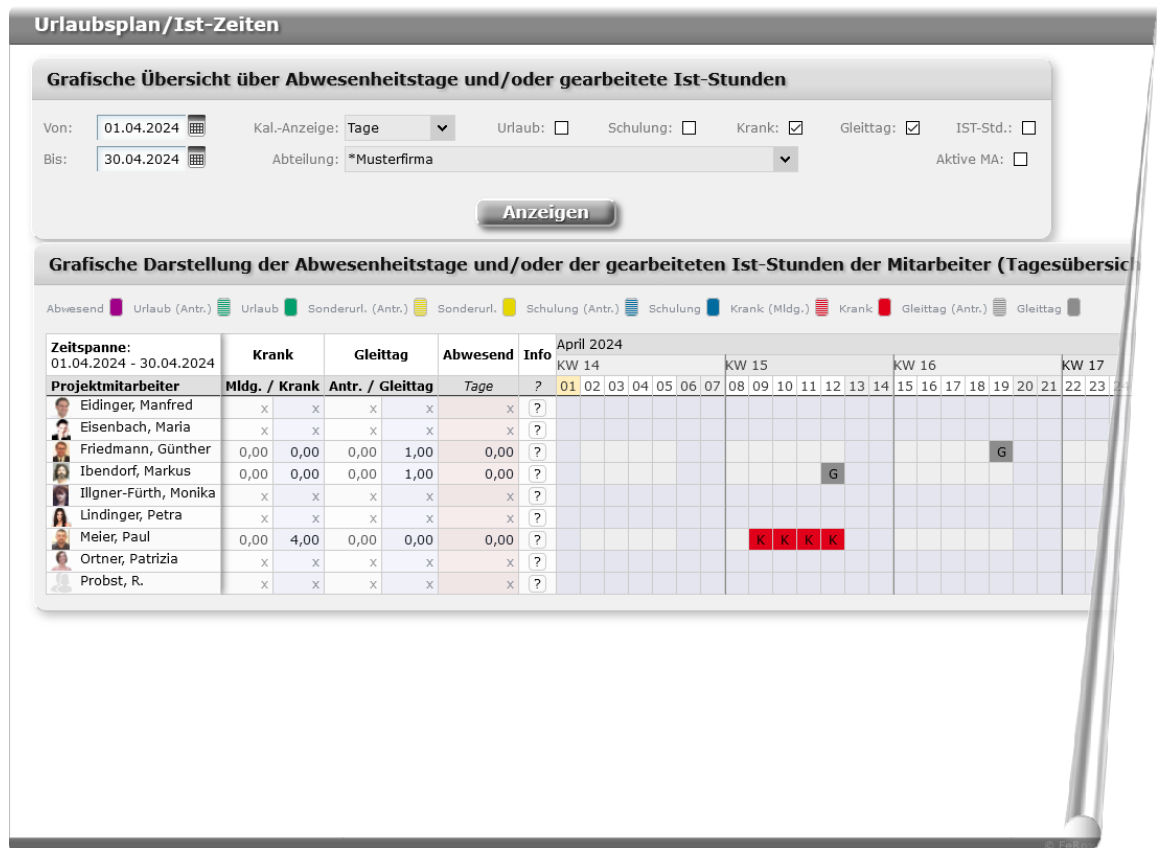 Urlaubsplan/Ist-Zeiten
Grafische Übersicht über Abwesenheitstage und/oder gearbeitete Ist-Stunden
Von: 01.04.2024 Kal.-Anzeige: Tage Urlaub: Schulung: Krank: Gleittag: IST-Std.:
Bis: 30.04.2024 Abteilung: *Musterfirma Aktive MA:
Anzeigen
Grafische Darstellung der Abwesenheitstage und/oder der gearbeiteten Ist-Stunden der Mitarbeiter (Tagesübersich
Abwesend Urlaub (Antr.) Urlaub Sonderurl. (Antr.) Sonderurl. Schulung (Antr.) Schulung Krank (Mldg.) Krank Gleittag (Antr.) Gleittag
Zeitspanne: Krank Gleittag Abwesend Info April 2024
01.04.2024 - 30.04.2024 KW 14 KW 15 KW 16 KW 17
Projektmitarbeiter Mldg. / Krank Antr. / Gleittag Tage ? 01 02 03 04 05 06 07 08 09 10 11 12 13 14 15 16 17 18 19 20 21 22 23
Eidinger, Manfred x x x x x ?
Eisenbach, Maria x x x x x ?
Friedmann, Günther 0,00 0,00 0,00 1,00 0,00 ? G
Ibendorf, Markus 0,00 0,00 0,00 1,00 0,00 ? G
Illgner-Fürth, Monika x x x x x ?
Lindinger, Petra x x x x x ?
Meier, Paul 0,00 4,00 0,00 0,00 0,00 ? K K K K
Ortner, Patrizia x x x x x ?
Probst, R. x x x x x ?